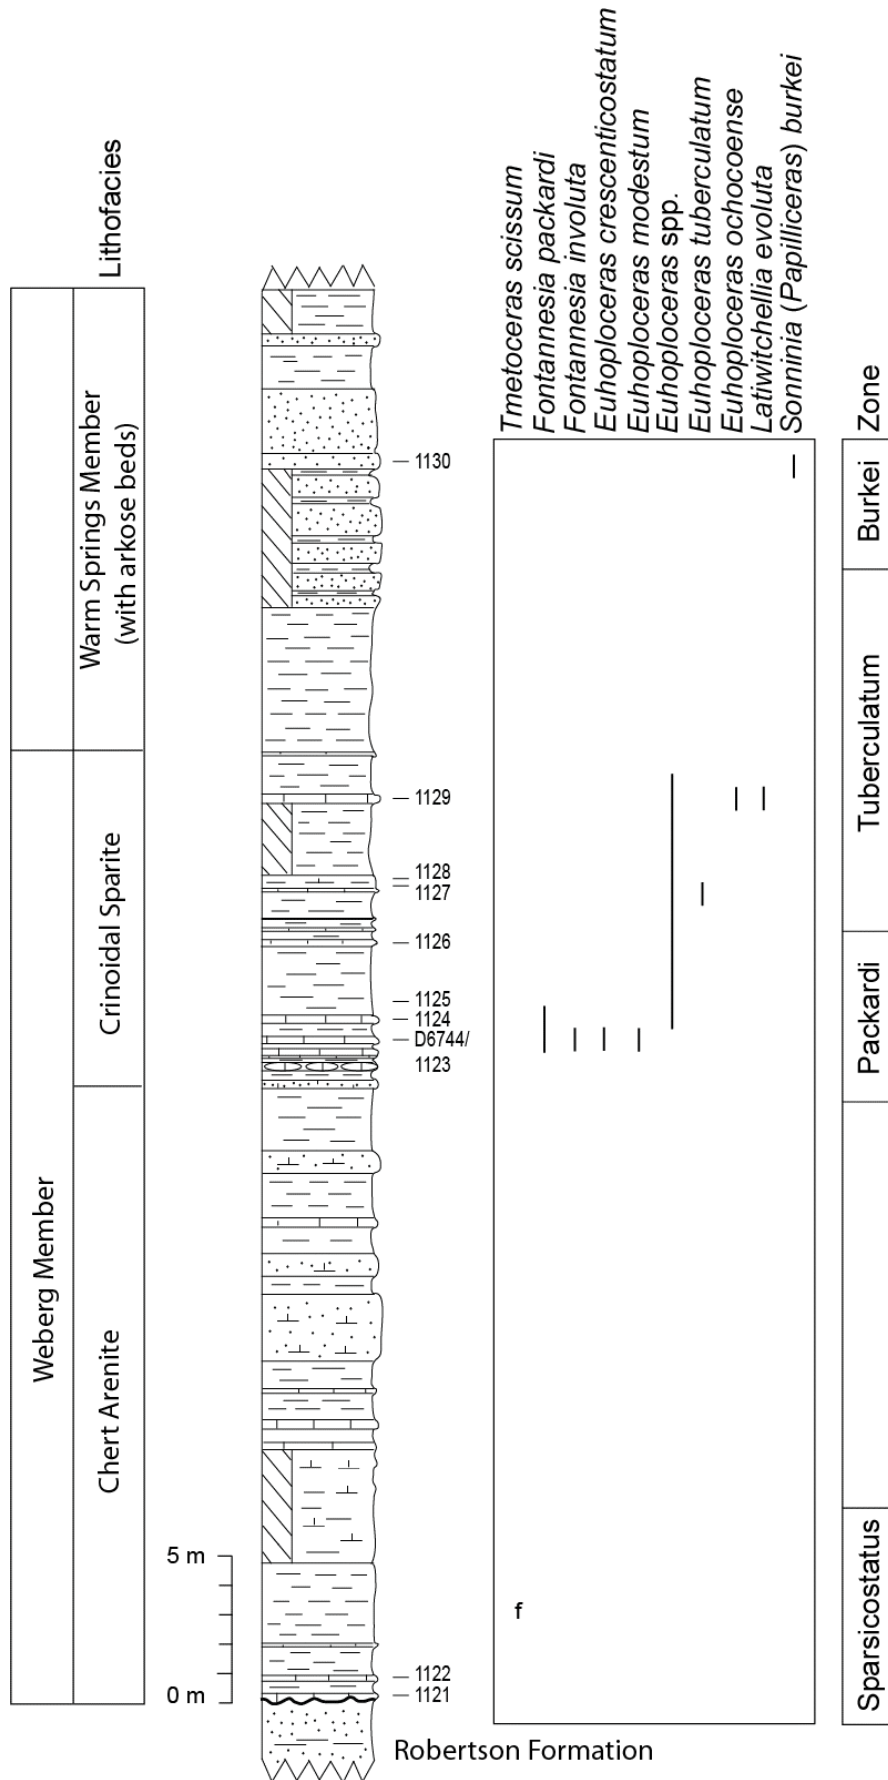 Lithofacies
Tmetoceras scissum
Fontannesia packardi
Fontannesia involuta
Euhoploceras crescenticostatum
Euhoploceras modestum
Euhoploceras spp.
Euhoploceras tuberculatum
Euhoploceras ochocoense
Latiwitchellia evoluta
Sonninia (Papilliceras) burkei
Zone
Warm Springs Member
(with arkose beds)
Weberg Member
Crinoidal Sparite
Chert Arenite
1130
1129
1128
1127
1126
1125
1124
D6744/
1123
1122
1121
5 m
0 m
f
Burkei
Tuberculatum
Packardi
Sparsicostatus
Robertson Formation